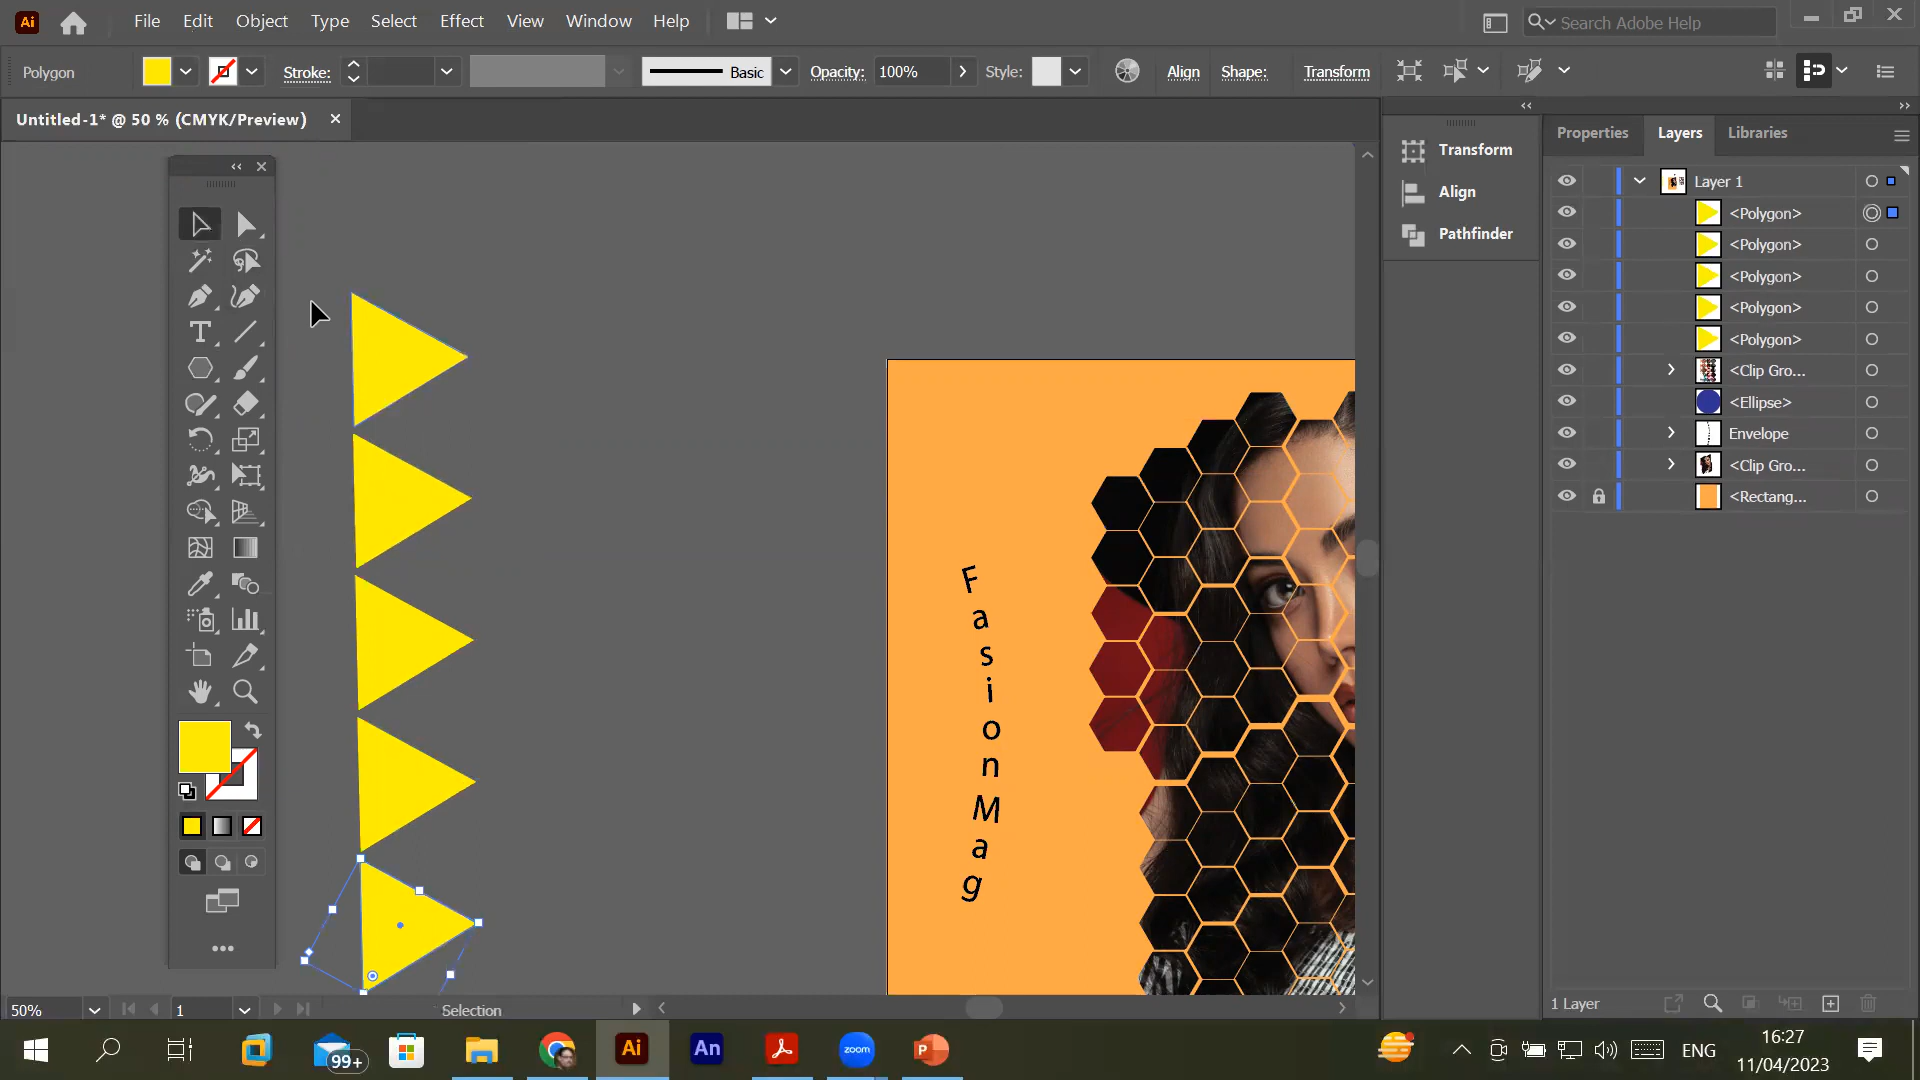 Ai File Edit Object Type Select Effect View Window Help Search Adobe Help
Polygon Stroke: Basic Opacity: 100% Style: Align Shape: Transform
Untitled-1* @ 50 % (CMYK/Preview)
Transform
Align
Pathfinder
Properties Layers Libraries
Layer 1
<Polygon>
<Polygon>
<Polygon>
<Polygon>
<Polygon>
<Clip Gro...
<Ellipse>
Envelope
<Clip Gro...
<Rectang...
T
F
a
s
i
o
n
M
a
g
50% 1 Selection
1 Layer
99+ Ai An zoom P ENG
16:27
11/04/2023